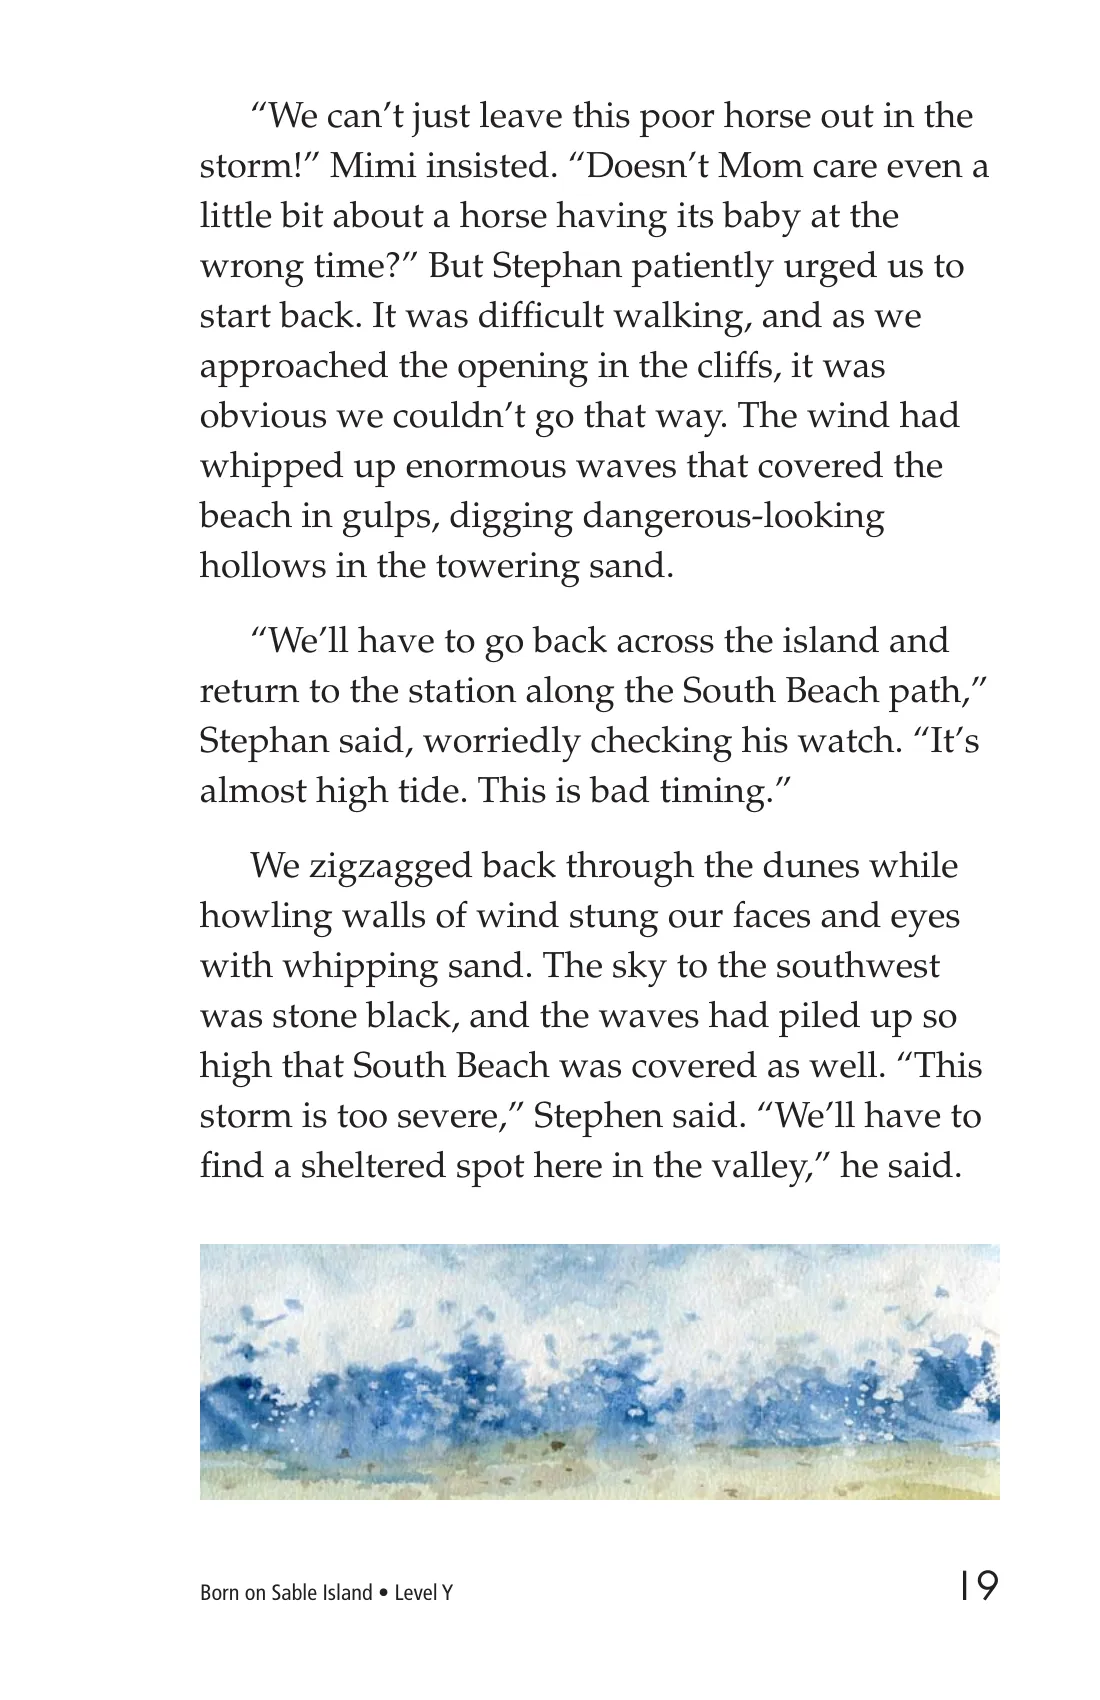 “We can’t just leave this poor horse out in the
storm!” Mimi insisted. “Doesn’t Mom care even a
little bit about a horse having its baby at the
wrong time?” But Stephan patiently urged us to
start back. It was difficult walking, and as we
approached the opening in the cliffs, it was
obvious we couldn’t go that way. The wind had
whipped up enormous waves that covered the
beach in gulps, digging dangerous-looking
hollows in the towering sand.
“We’ll have to go back across the island and
return to the station along the South Beach path,”
Stephan said, worriedly checking his watch. “It’s
almost high tide. This is bad timing.”
We zigzagged back through the dunes while
howling walls of wind stung our faces and eyes
with whipping sand. The sky to the southwest
was stone black, and the waves had piled up so
high that South Beach was covered as well. “This
storm is too severe,” Stephen said. “We’ll have to
find a sheltered spot here in the valley,” he said.
Born on Sable Island • Level Y
19